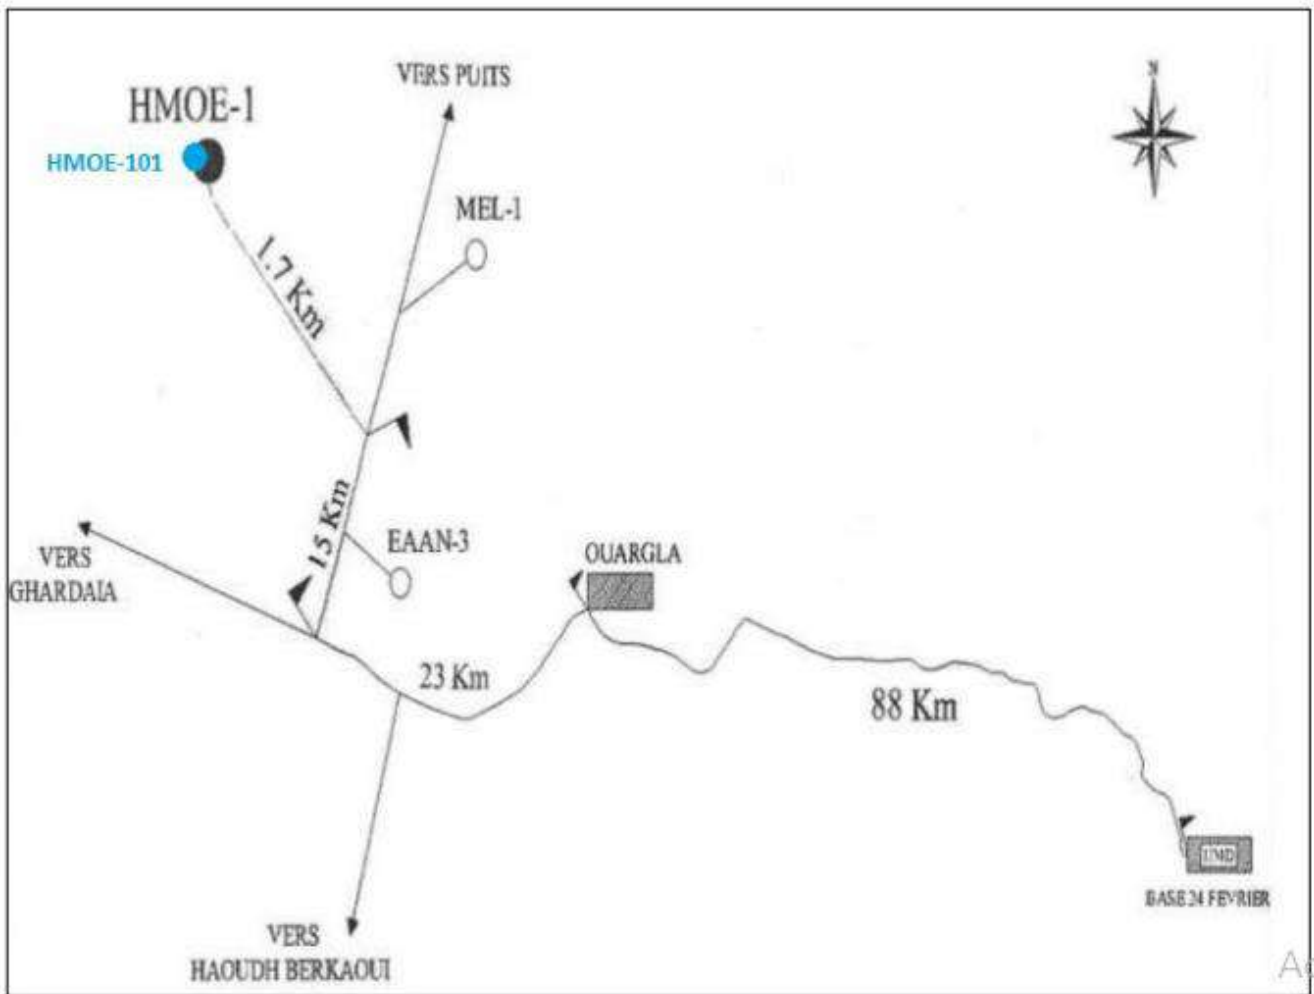 VERS PUITS
N
HMOE-1
HMOE-101
MEL-1
1.7 Km
15 Km
EAAN-3
VERS
GHARDAIA
OUARGLA
23 Km
88 Km
BASE 24 FEVRIER
VERS
HAOUDH BERKAOUI